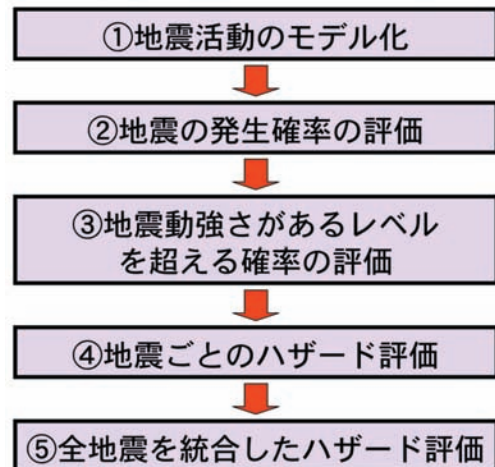 ①地震活動のモデル化
②地震の発生確率の評価
③地震動強さがあるレベル
を超える確率の評価
④地震ごとのハザード評価
⑤全地震を統合したハザード評価